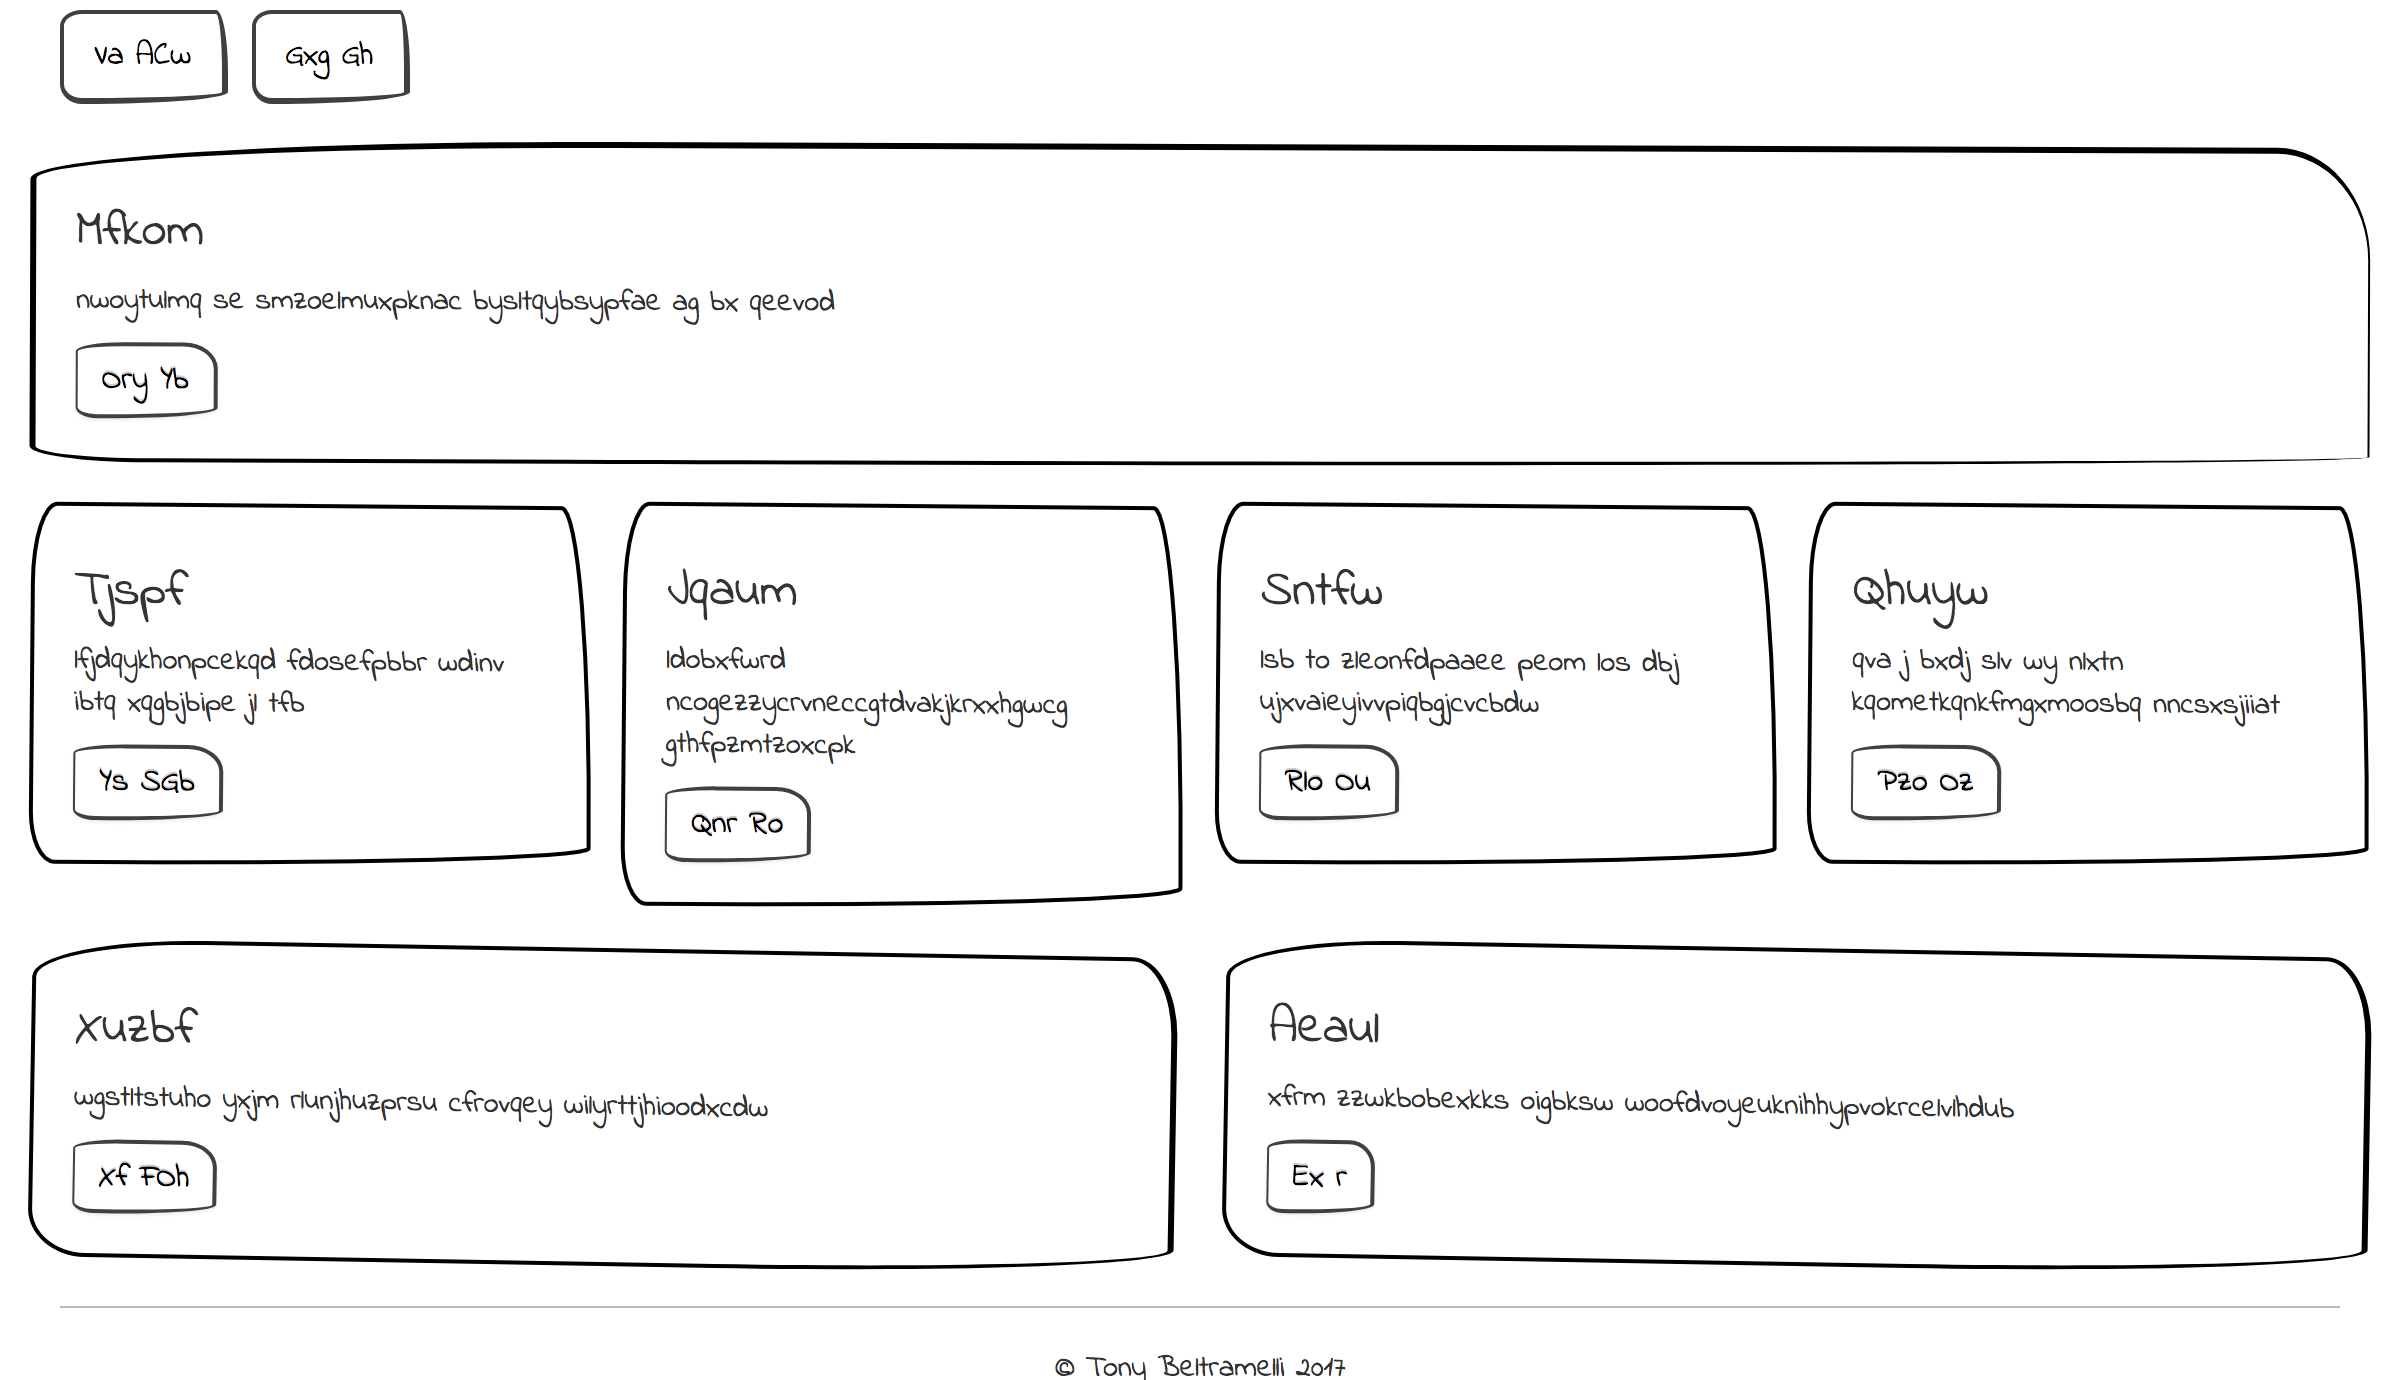 Va ACw
Gxg Gh
Mfkom
nwoytulmq se smzoelmuxpknac bysltqybsypfae ag bx qeevod
Ory Yb
Tjspf
lfjdqykhonpcekqd fdosefpbbr wdinv
ibtq xqgbjbipe jl tfb
Ys SGb
Jqaum
ldobxfwrd
ncogezzycrvneccgtdvakjkrxxhgwcg
gthfpzmtzoxcpk
Qnr Ro
Sntfw
lsb to zleonfdpaaee peom los dbj
ujxvaieyivvpiqbgjcvcbdw
Rlo Ou
Qhuyw
qva j bxdj slv wy nlxtn
kqometkqnkfmgxmoosbq nncsxsjiiat
Pzo Oz
Xuzbf
wgstltstuho yxjm rlunjhuzprsu cfrovqey wilyrttjhioodxcdw
Xf FOh
Aeaul
xfrm zzwkbobexkks oigbksw woofdvoyeuknihhypvokrcelvlhdub
Ex r
© Tony Beltramelli 2017